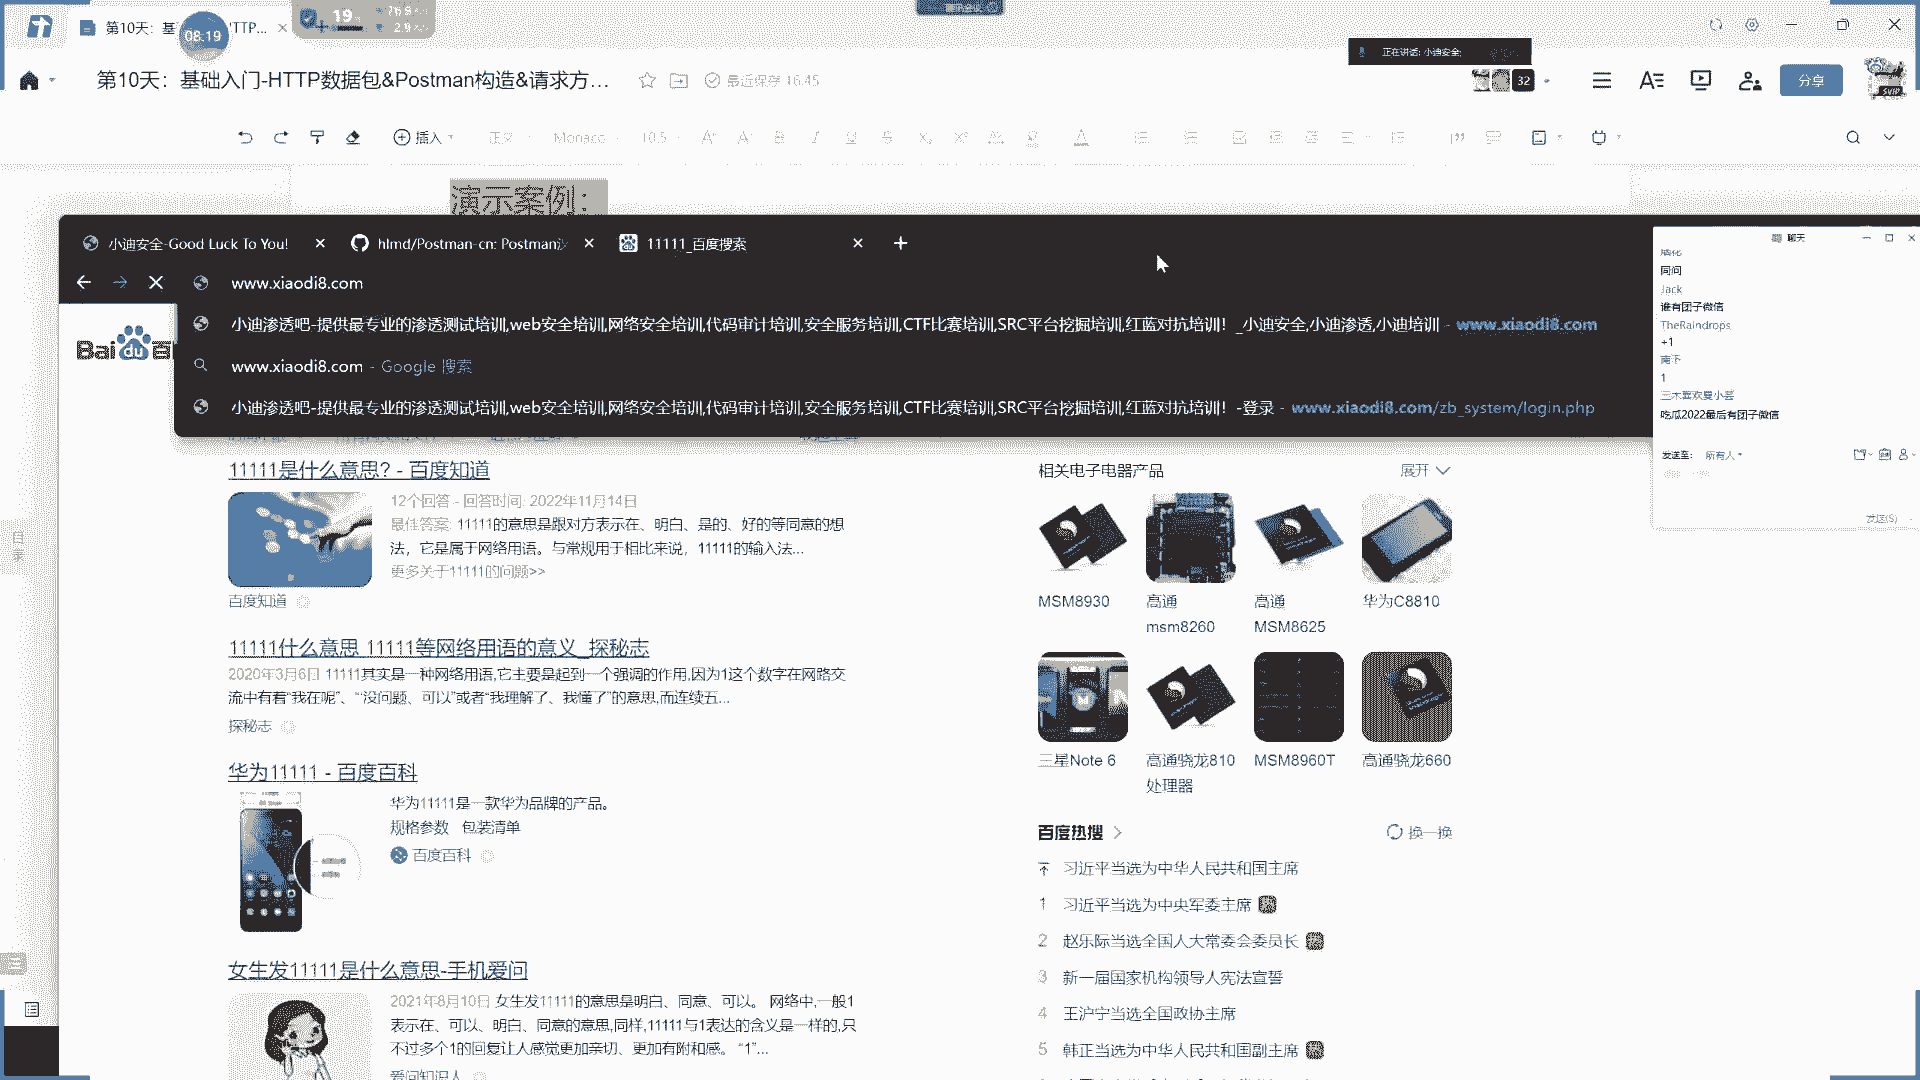 第10天：基
TTP...
08:19
19
76.9
2.9
正在讲话: 小迪安全;
第10天：基础入门-HTTP数据包&Postman构造&请求方...
最近保存 16:45
32
分享
SVIP
插入
正文
Monaco
10.5
演示案例：
小迪安全-Good Luck To You!
hlmd/Postman-cn: Postman汉
11111_百度搜索
www.xiaodi8.com
小迪渗透吧-提供最专业的渗透测试培训,web安全培训,网络安全培训,代码审计培训,安全服务培训,CTF比赛培训,SRC平台挖掘培训,红蓝对抗培训！_小迪安全,小迪渗透,小迪培训 - www.xiaodi8.com
www.xiaodi8.com - Google 搜索
小迪渗透吧-提供最专业的渗透测试培训,web安全培训,网络安全培训,代码审计培训,安全服务培训,CTF比赛培训,SRC平台挖掘培训,红蓝对抗培训！-登录 - www.xiaodi8.com/zb_system/login.php
Baidu百
聊天
同问
Jack
谁有团子微信
TheRaindrops
+1
南下
1
吃瓜2022最后有团子微信
发送至: 所有人
发送(S)
目录
11111是什么意思? - 百度知道
12个回答 - 回答时间: 2022年11月14日
最佳答案: 11111的意思是跟对方表示在、明白、是的、好的等同意的想
法，它是属于网络用语。与常规用于相比来说，11111的输入法...
更多关于11111的问题>>
百度知道
11111什么意思 11111等网络用语的意义_探秘志
2020年3月6日 11111其实是一种网络用语,它主要是起到一个强调的作用,因为1这个数字在网路交
流中有着“我在呢”、“没问题、可以”或者“我理解了、我懂了”的意思,而连续五...
探秘志
华为11111 - 百度百科
华为11111是一款华为品牌的产品。
规格参数 包装清单
百度百科
女生发11111是什么意思-手机爱问
2021年8月10日 女生发11111的意思是明白、同意、可以。 网络中,一般1
表示在、可以、明白、同意的意思,同样,11111与1表达的含义是一样的,只
不过多个1的回复让人感觉更加亲切、更加有附和感。 “1”...
爱问知识人
相关电子电器产品
展开
MSM8930
高通
msm8260
高通
MSM8625
华为C8810
三星Note 6
高通骁龙810
处理器
MSM8960T
高通骁龙660
百度热搜
换一换
习近平当选为中华人民共和国主席
1 习近平当选为中央军委主席
2 赵乐际当选全国人大常委会委员长
3 新一届国家机构领导人宪法宣誓
4 王沪宁当选全国政协主席
5 韩正当选为中华人民共和国副主席